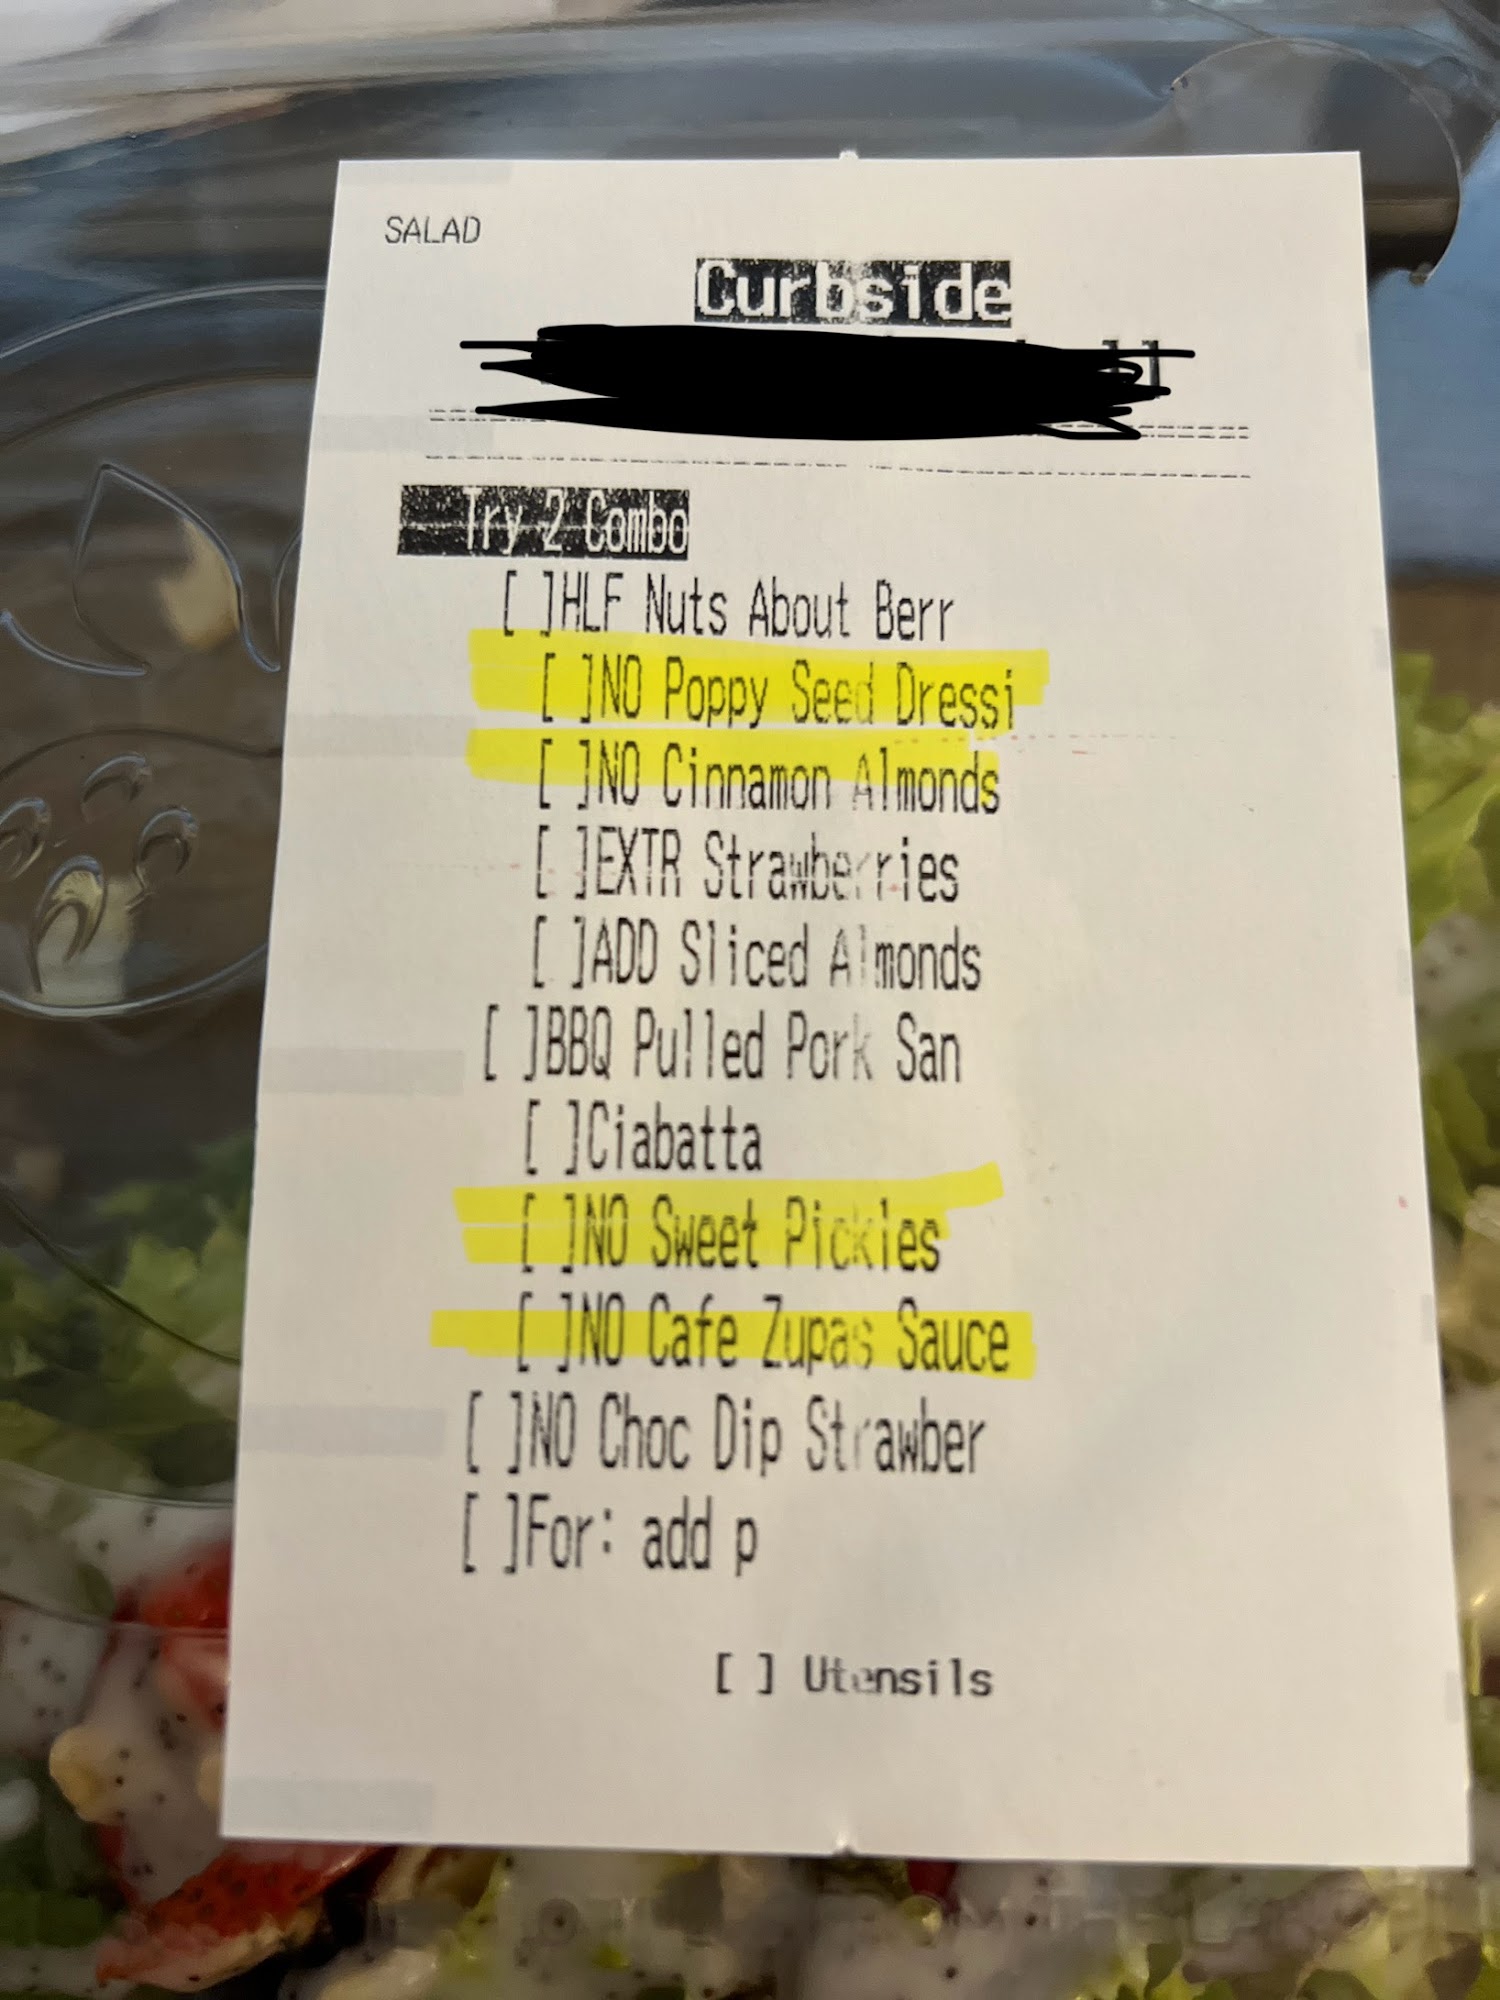 SALAD
Curbside
Try 2 Combo
[ ]HLF Nuts About Berr
[ ]NO Poppy Seed Dressi
[ ]NO Cinnamon Almonds
[ ]EXTR Strawberries
[ ]ADD Sliced Almonds
[ ]BBQ Pulled Pork San
[ ]Ciabatta
[ ]NO Sweet Pickles
[ ]NO Cafe Zupas Sauce
[ ]NO Choc Dip Strawber
[ ]For: add p
[ ] Utensils